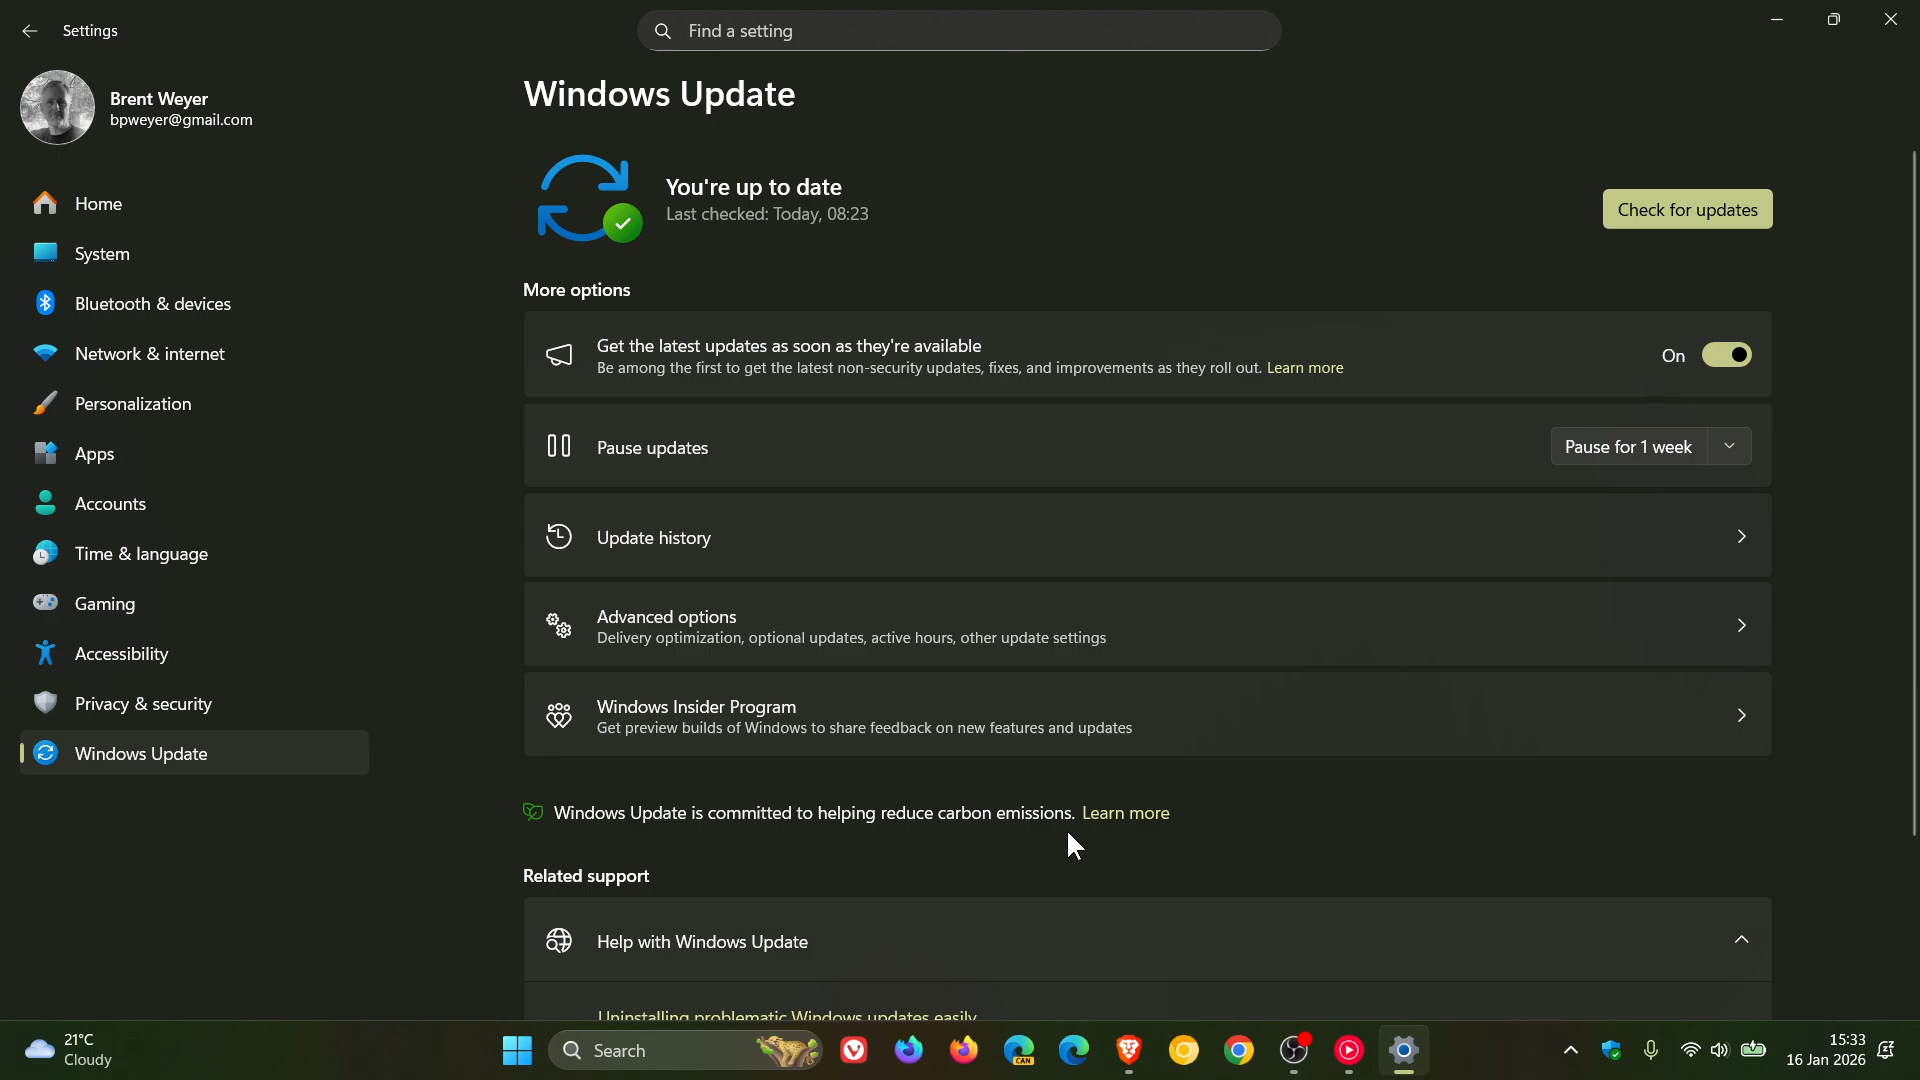 Settings
Find a setting
Brent Weyer
bpweyer@gmail.com
Home
System
Bluetooth & devices
Network & internet
Personalization
Apps
Accounts
Time & language
Gaming
Accessibility
Privacy & security
Windows Update
Windows Update
You're up to date
Last checked: Today, 08:23
Check for updates
More options
Get the latest updates as soon as they're available
Be among the first to get the latest non-security updates, fixes, and improvements as they roll out. Learn more
On
Pause updates
Pause for 1 week
Update history
Advanced options
Delivery optimization, optional updates, active hours, other update settings
Windows Insider Program
Get preview builds of Windows to share feedback on new features and updates
Windows Update is committed to helping reduce carbon emissions. Learn more
Related support
Help with Windows Update
Uninstalling problematic Windows updates easily
21°C
Cloudy
Search
CAN
15:33
16 Jan 2026